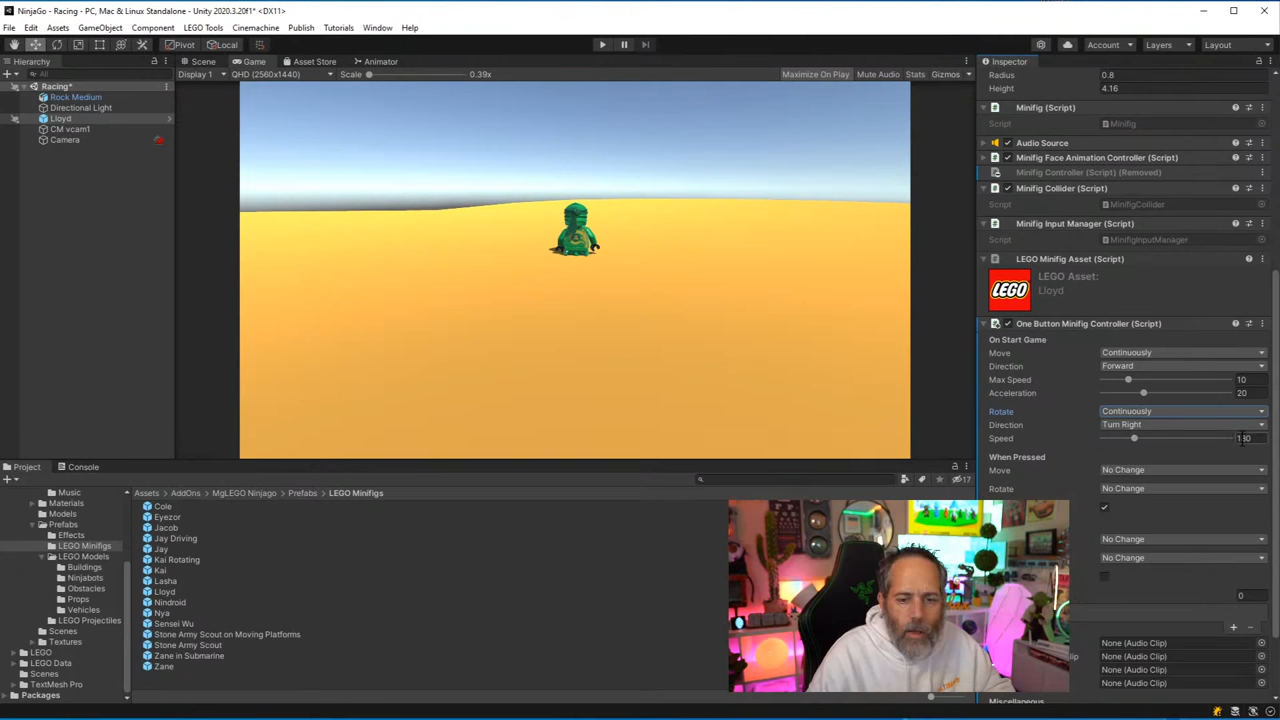 NinjaGo - Racing - PC, Mac & Linux Standalone - Unity 2020.3.20f1* <DX11>
File Edit Assets GameObject Component LEGO Tools Cinemachine Publish Tutorials Window Help
Pivot Local Account Layers Layout
Hierarchy Scene Game Asset Store Animator Inspector
All Display 1 QHD (2560x1440) Scale 0.39x Maximize On Play Mute Audio Stats Gizmos
Radius 0.8
Racing*
Height 4.16
Rock Medium
Directional Light
Minifig (Script)
Lloyd
Script Minifig
CM vcam1
Camera
Audio Source
Minifig Face Animation Controller (Script)
Minifig Controller (Script) (Removed)
Minifig Collider (Script)
Script MinifigCollider
Minifig Input Manager (Script)
Script MinifigInputManager
LEGO Minifig Asset (Script)
LEGO
LEGO Asset:
Lloyd
One Button Minifig Controller (Script)
On Start Game
Move Continuously
Direction Forward
Max Speed 10
Acceleration 20
Rotate Continuously
Direction Turn Right
Speed
When Pressed
Move No Change
Rotate No Change
No Change
No Change
0
None (Audio Clip)
None (Audio Clip)
None (Audio Clip)
None (Audio Clip)
Miscellaneous
Project Console
17
Music
Materials
Models
Prefabs
Effects
LEGO Minifigs
LEGO Models
Buildings
Ninjabots
Obstacles
Props
Vehicles
LEGO Projectiles
Scenes
Textures
LEGO
LEGO Data
Scenes
TextMesh Pro
Packages
Assets > AddOns > MgLEGO Ninjago > Prefabs > LEGO Minifigs
Cole
Eyezor
Jacob
Jay Driving
Jay
Kai Rotating
Kai
Lasha
Lloyd
Nindroid
Nya
Sensei Wu
Stone Army Scout on Moving Platforms
Stone Army Scout
Zane in Submarine
Zane